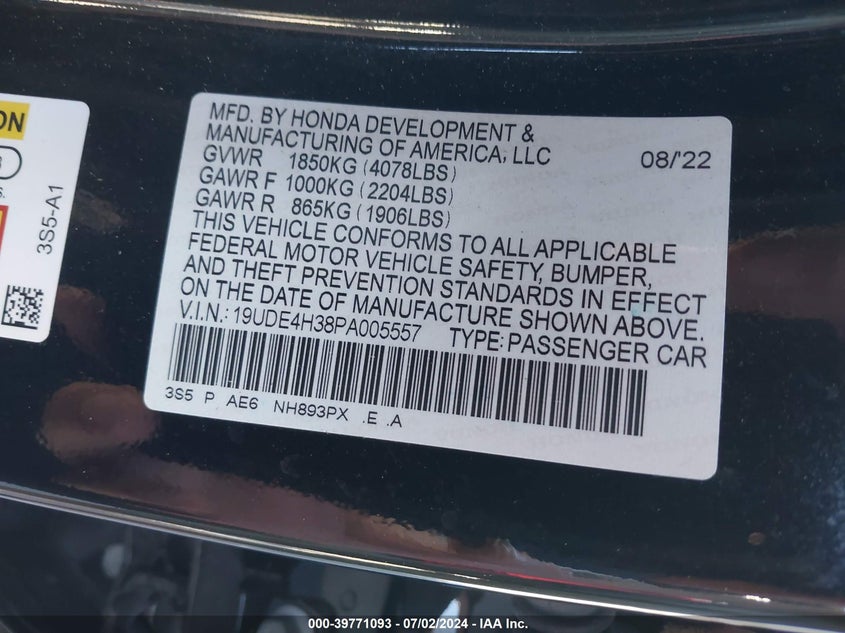 ON
S.
3S5-A1
MFD. BY HONDA DEVELOPMENT &
MANUFACTURING OF AMERICA, LLC 08/'22
GVWR 1850KG (4078LBS)
GAWR F 1000KG (2204LBS)
GAWR R 865KG (1906LBS)
THIS VEHICLE CONFORMS TO ALL APPLICABLE
FEDERAL MOTOR VEHICLE SAFETY, BUMPER,
AND THEFT PREVENTION STANDARDS IN EFFECT
ON THE DATE OF MANUFACTURE SHOWN ABOVE.
V.I.N.: 19UDE4H38PA005557 TYPE: PASSENGER CAR
3S5 P AE6 NH893PX .E .A
000-39771093 - 07/02/2024 - IAA Inc.